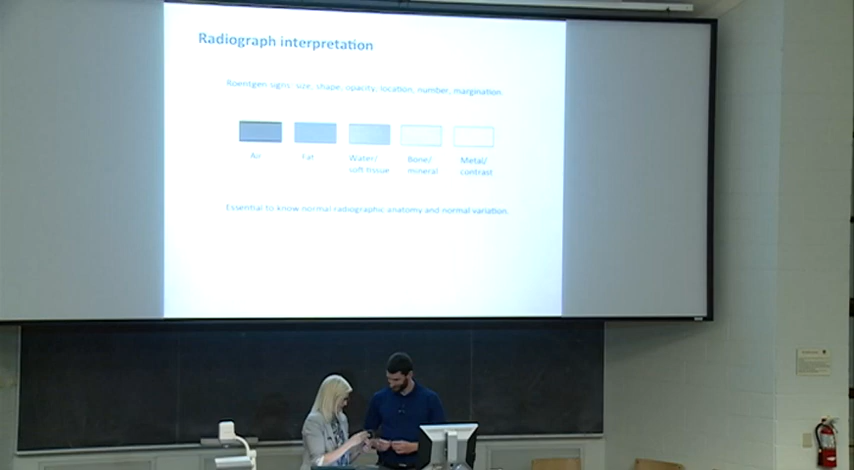 Radiograph interpretation
Roentgen signs: size, shape, opacity, location, number, margination.
Air
Fat
Water/
soft tissue
Bone/
mineral
Metal/
contrast
Essential to know normal radiographic anatomy and normal variation.